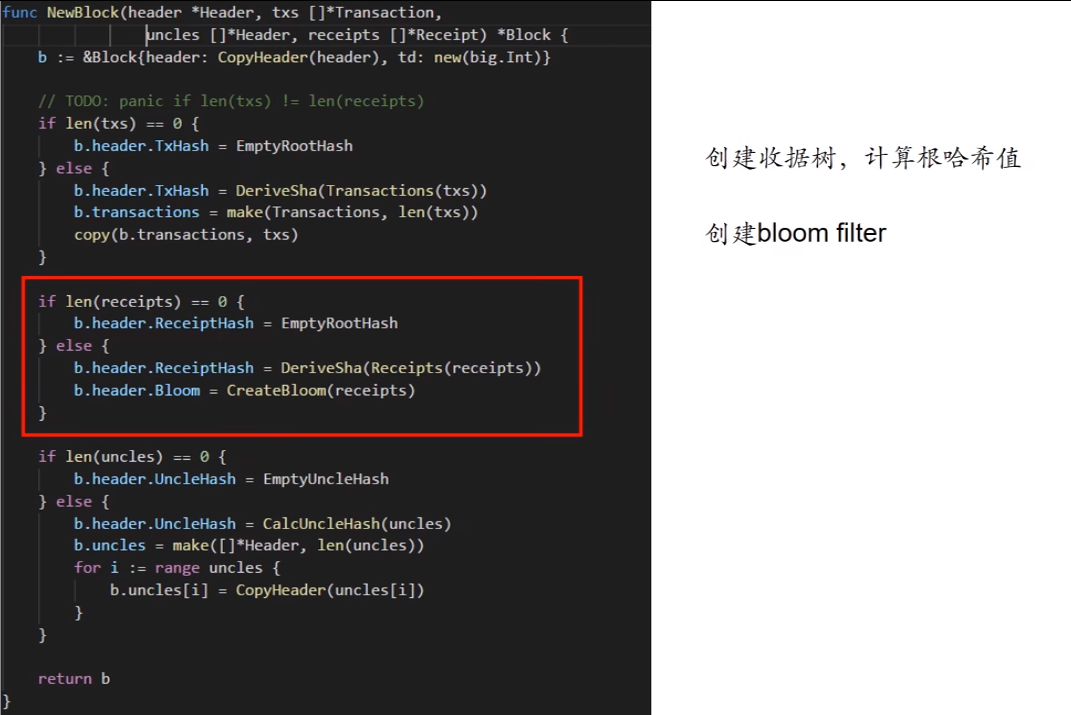 func NewBlock(header *Header, txs []*Transaction,
uncles []*Header, receipts []*Receipt) *Block {
b := &Block{header: CopyHeader(header), td: new(big.Int)}
// TODO: panic if len(txs) != len(receipts)
if len(txs) == 0 {
b.header.TxHash = EmptyRootHash
} else {
b.header.TxHash = DeriveSha(Transactions(txs))
b.transactions = make(Transactions, len(txs))
copy(b.transactions, txs)
}
if len(receipts) == 0 {
b.header.ReceiptHash = EmptyRootHash
} else {
b.header.ReceiptHash = DeriveSha(Receipts(receipts))
b.header.Bloom = CreateBloom(receipts)
}
if len(uncles) == 0 {
b.header.UncleHash = EmptyUncleHash
} else {
b.header.UncleHash = CalcUncleHash(uncles)
b.uncles = make([]*Header, len(uncles))
for i := range uncles {
b.uncles[i] = CopyHeader(uncles[i])
}
}
return b
}
创建收据树，计算根哈希值
创建bloom filter